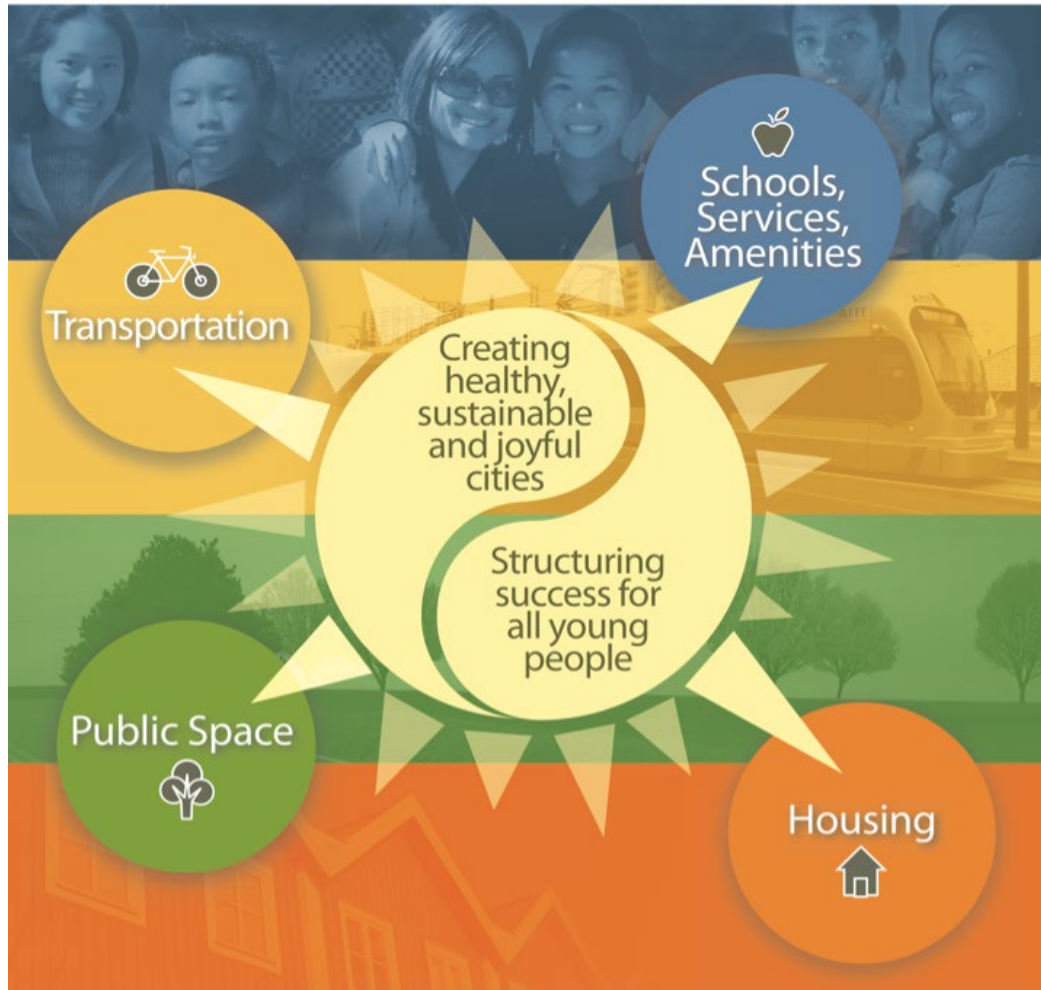 Schools,
Services,
Amenities
Transportation
Creating
healthy,
sustainable
and joyful
cities
Structuring
success for
all young
people
Public Space
Housing